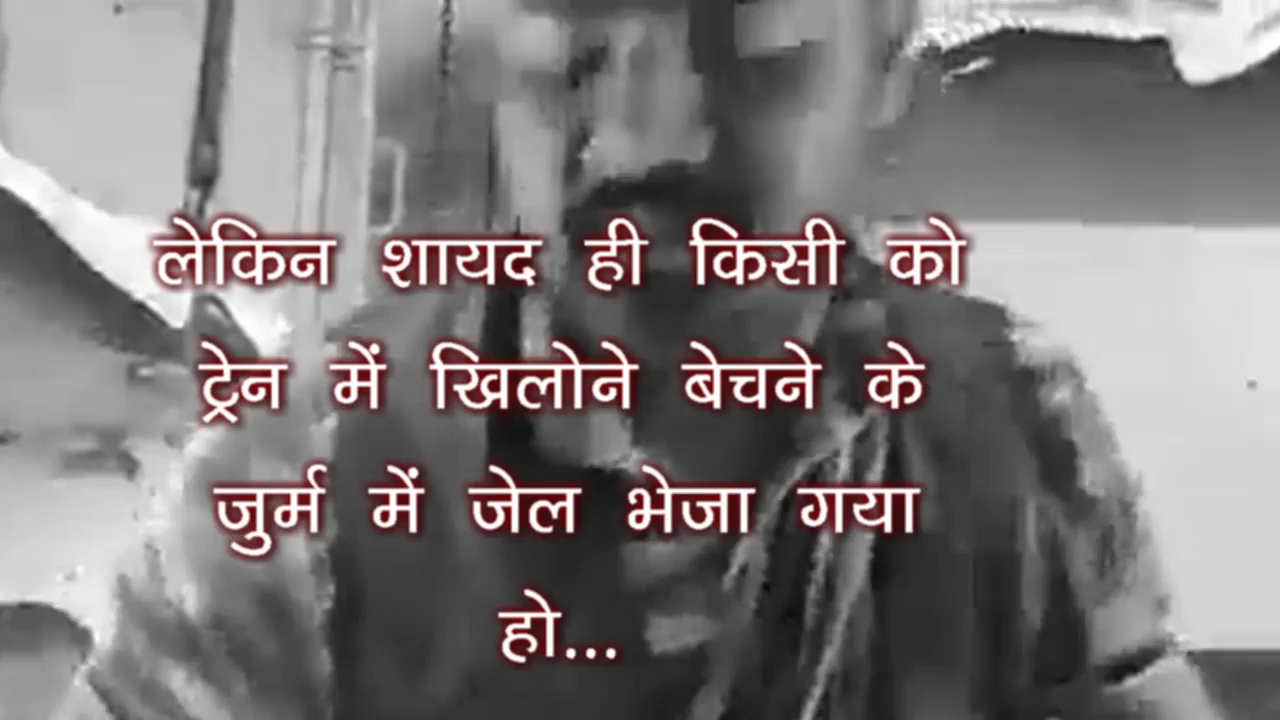 लेकिन शायद ही किसी को
ट्रेन में खिलोने बेचने के
जुर्म में जेल भेजा गया
हो...